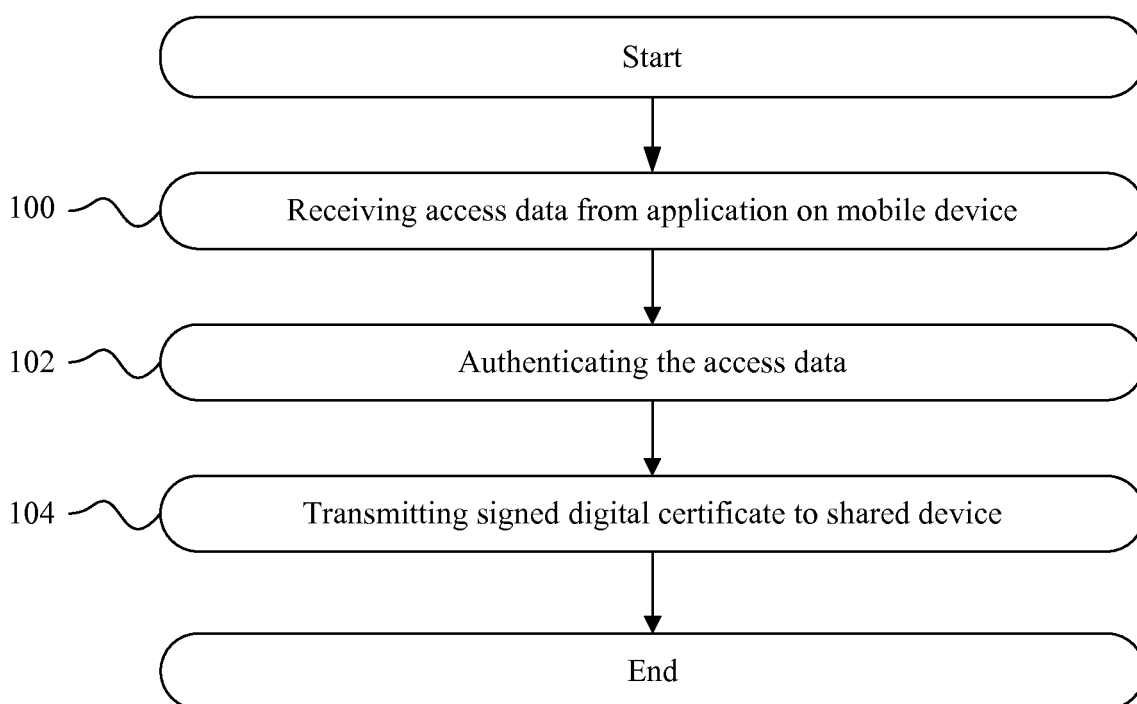 Start
100 Receiving access data from application on mobile device
102 Authenticating the access data
104 Transmitting signed digital certificate to shared device
End